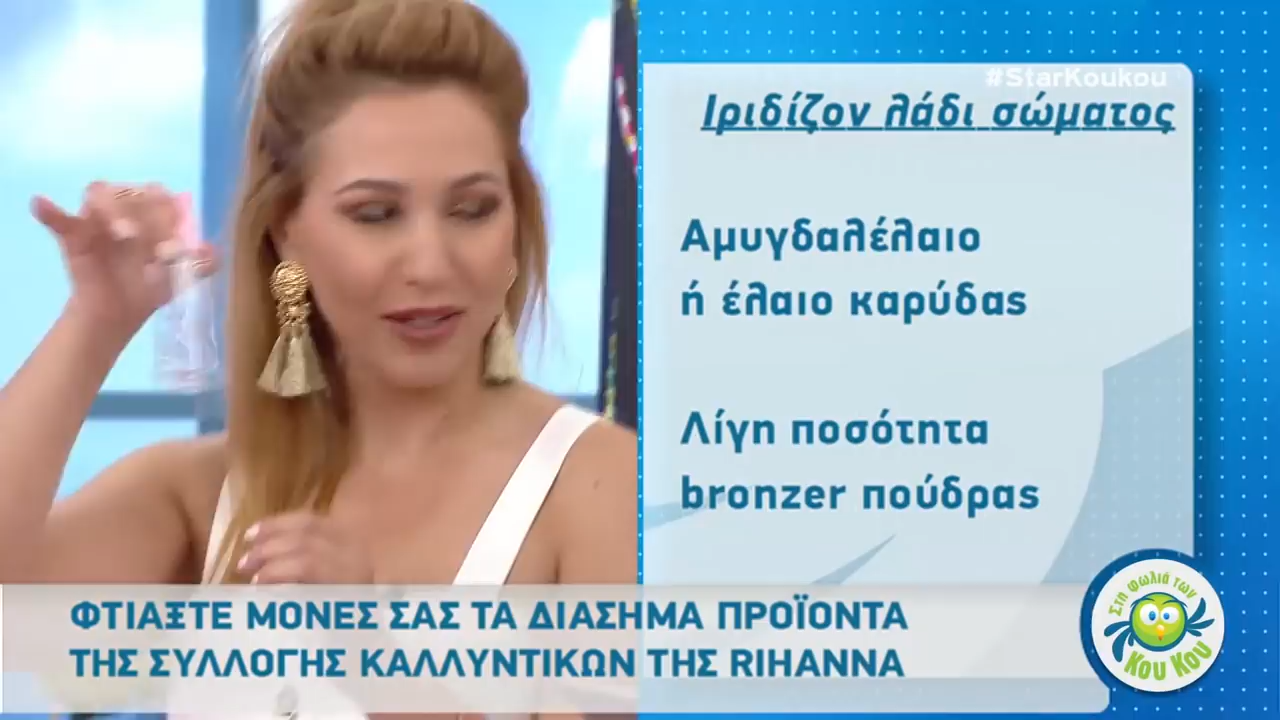 #StarKoukou
Ιριδίζον λάδι σώματος
Αμυγδαλέλαιο
ή έλαιο καρύδας
Λίγη ποσότητα
bronzer πούδρας
ΦΤΙΑΞΤΕ ΜΟΝΕΣ ΣΑΣ ΤΑ ΔΙΑΣΗΜΑ ΠΡΟΪΟΝΤΑ
ΤΗΣ ΣΥΛΛΟΓΗΣ ΚΑΛΛΥΝΤΙΚΩΝ ΤΗΣ RIHANNA
Στη φωλιά των
Κου Κου